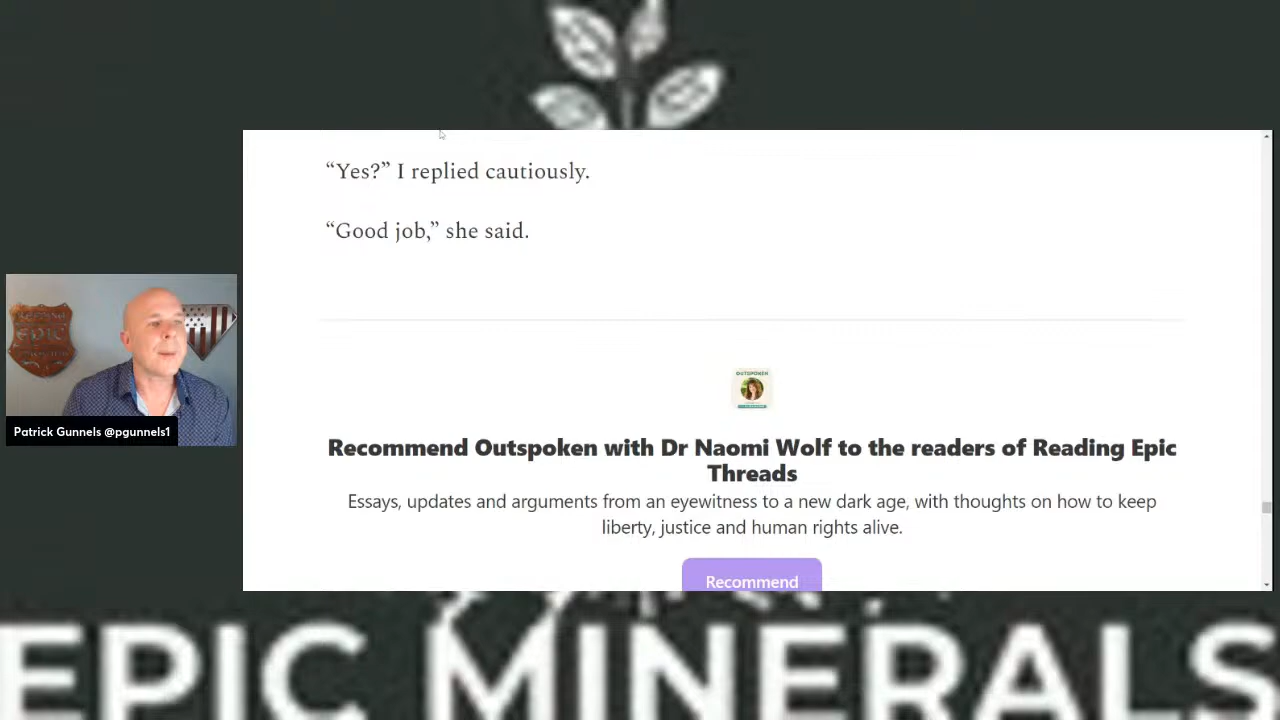 “Yes?” I replied cautiously.
“Good job,” she said.
OUTSPOKEN
EPIC
Patrick Gunnels @pgunnels1
Recommend Outspoken with Dr Naomi Wolf to the readers of Reading Epic
Threads
Essays, updates and arguments from an eyewitness to a new dark age, with thoughts on how to keep
liberty, justice and human rights alive.
Recommend
EPIC MINERALS